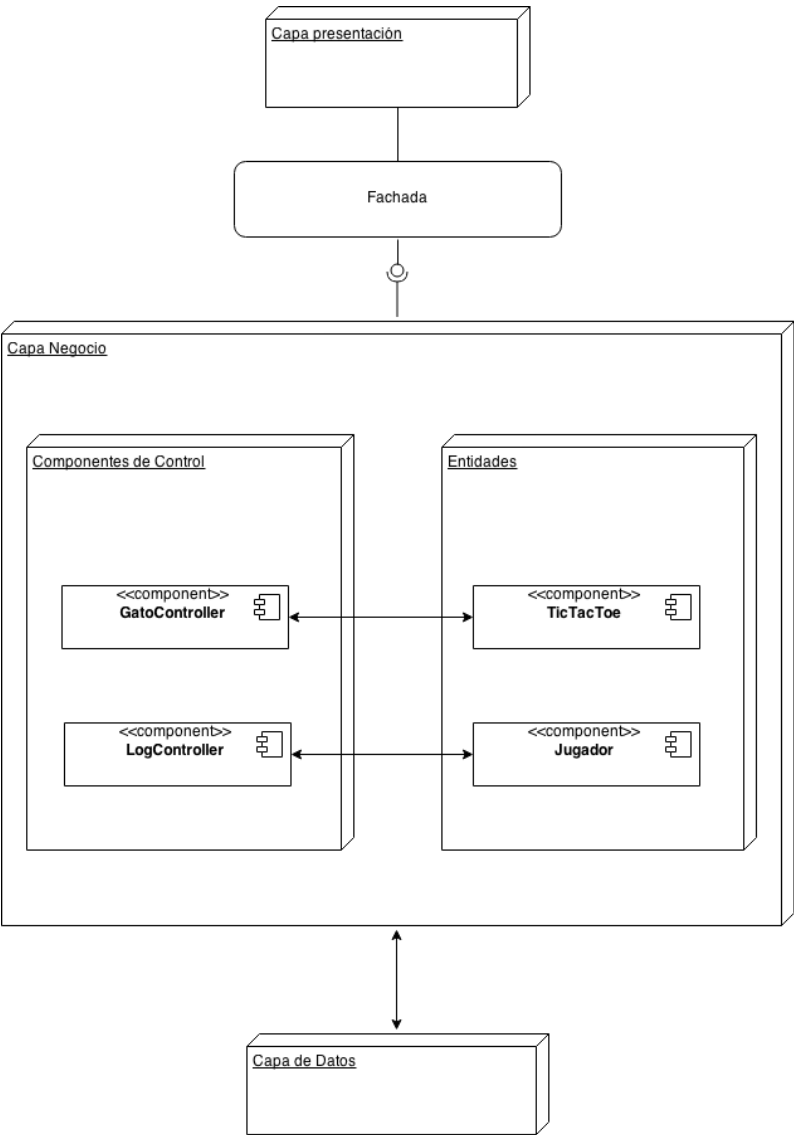 Capa presentación
Fachada
Capa Negocio
Componentes de Control
Entidades
<<component>>
GatoController
<<component>>
TicTacToe
<<component>>
LogController
<<component>>
Jugador
Capa de Datos